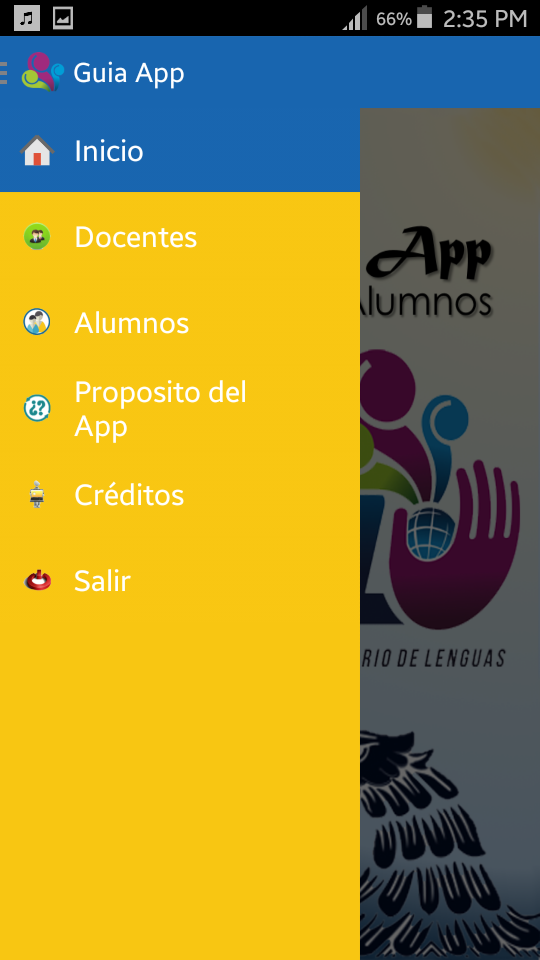 66% 2:35 PM
Guia App
Inicio
App
Alumnos
Docentes
Alumnos
Proposito del
App
Créditos
Salir
RIO DE LENGUAS